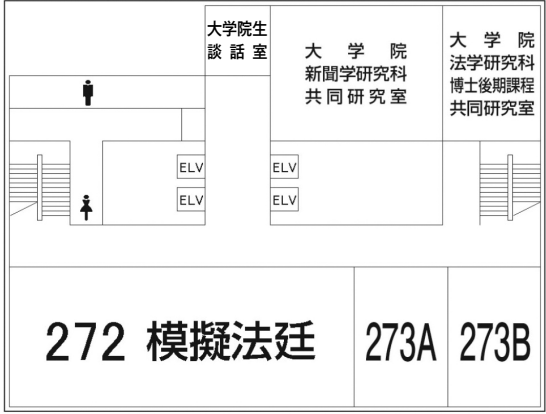 大学院生
談話室
大学院
新聞学研究科
共同研究室
大学院
法学研究科
博士後期課程
共同研究室
ELV
ELV
ELV
ELV
272 模擬法廷
273A
273B